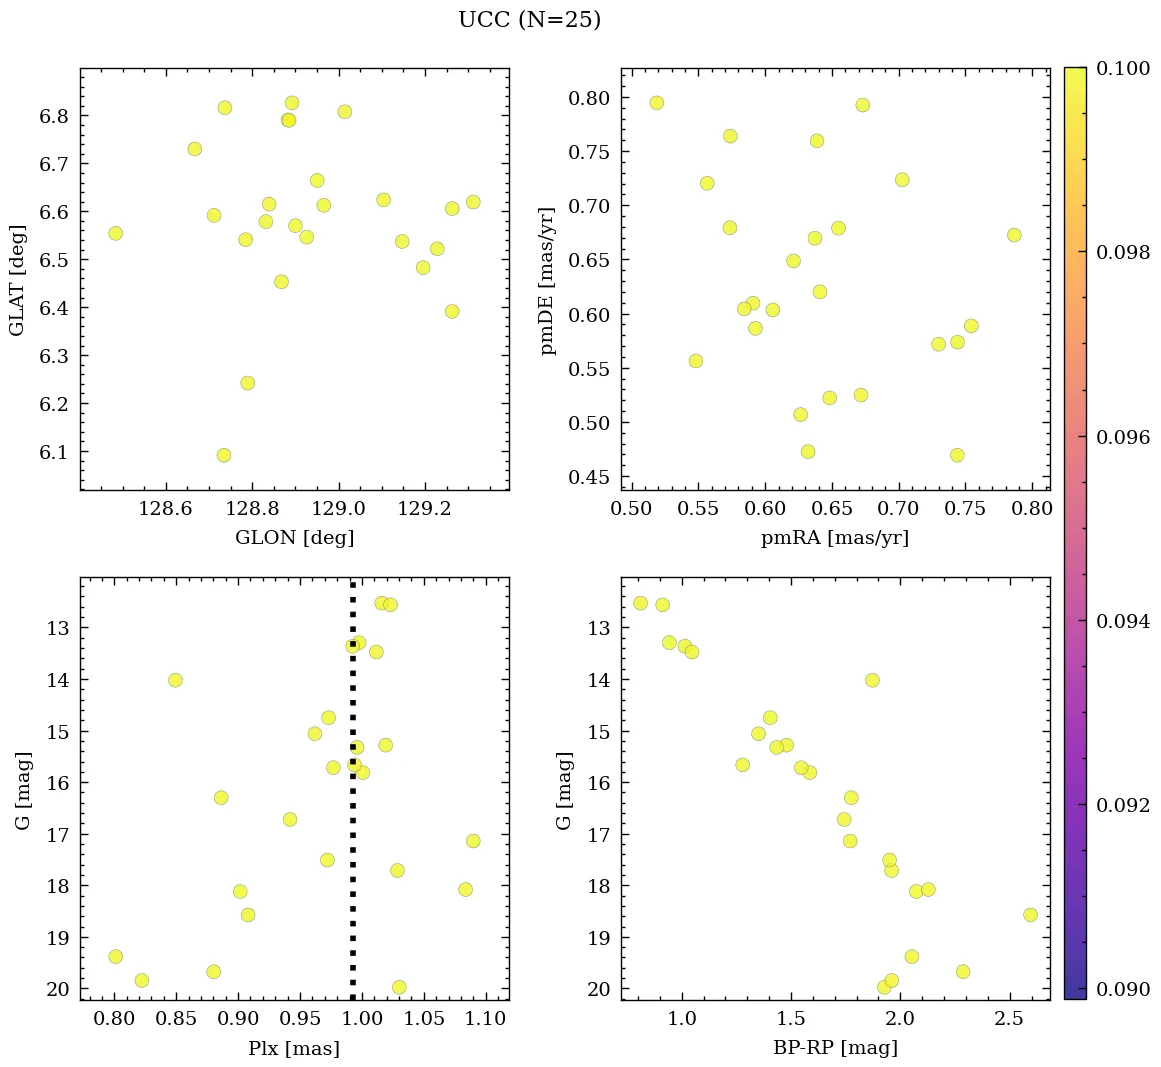 UCC (N=25)
GLAT [deg]
6.8
6.7
6.6
6.5
6.4
6.3
6.2
6.1
128.6 128.8 129.0 129.2
GLON [deg]
pmDE [mas/yr]
0.80
0.75
0.70
0.65
0.60
0.55
0.50
0.45
0.50 0.55 0.60 0.65 0.70 0.75 0.80
pmRA [mas/yr]
0.100
0.098
0.096
0.094
0.092
0.090
G [mag]
13
14
15
16
17
18
19
20
0.80 0.85 0.90 0.95 1.00 1.05 1.10
Plx [mas]
G [mag]
13
14
15
16
17
18
19
20
1.0 1.5 2.0 2.5
BP-RP [mag]